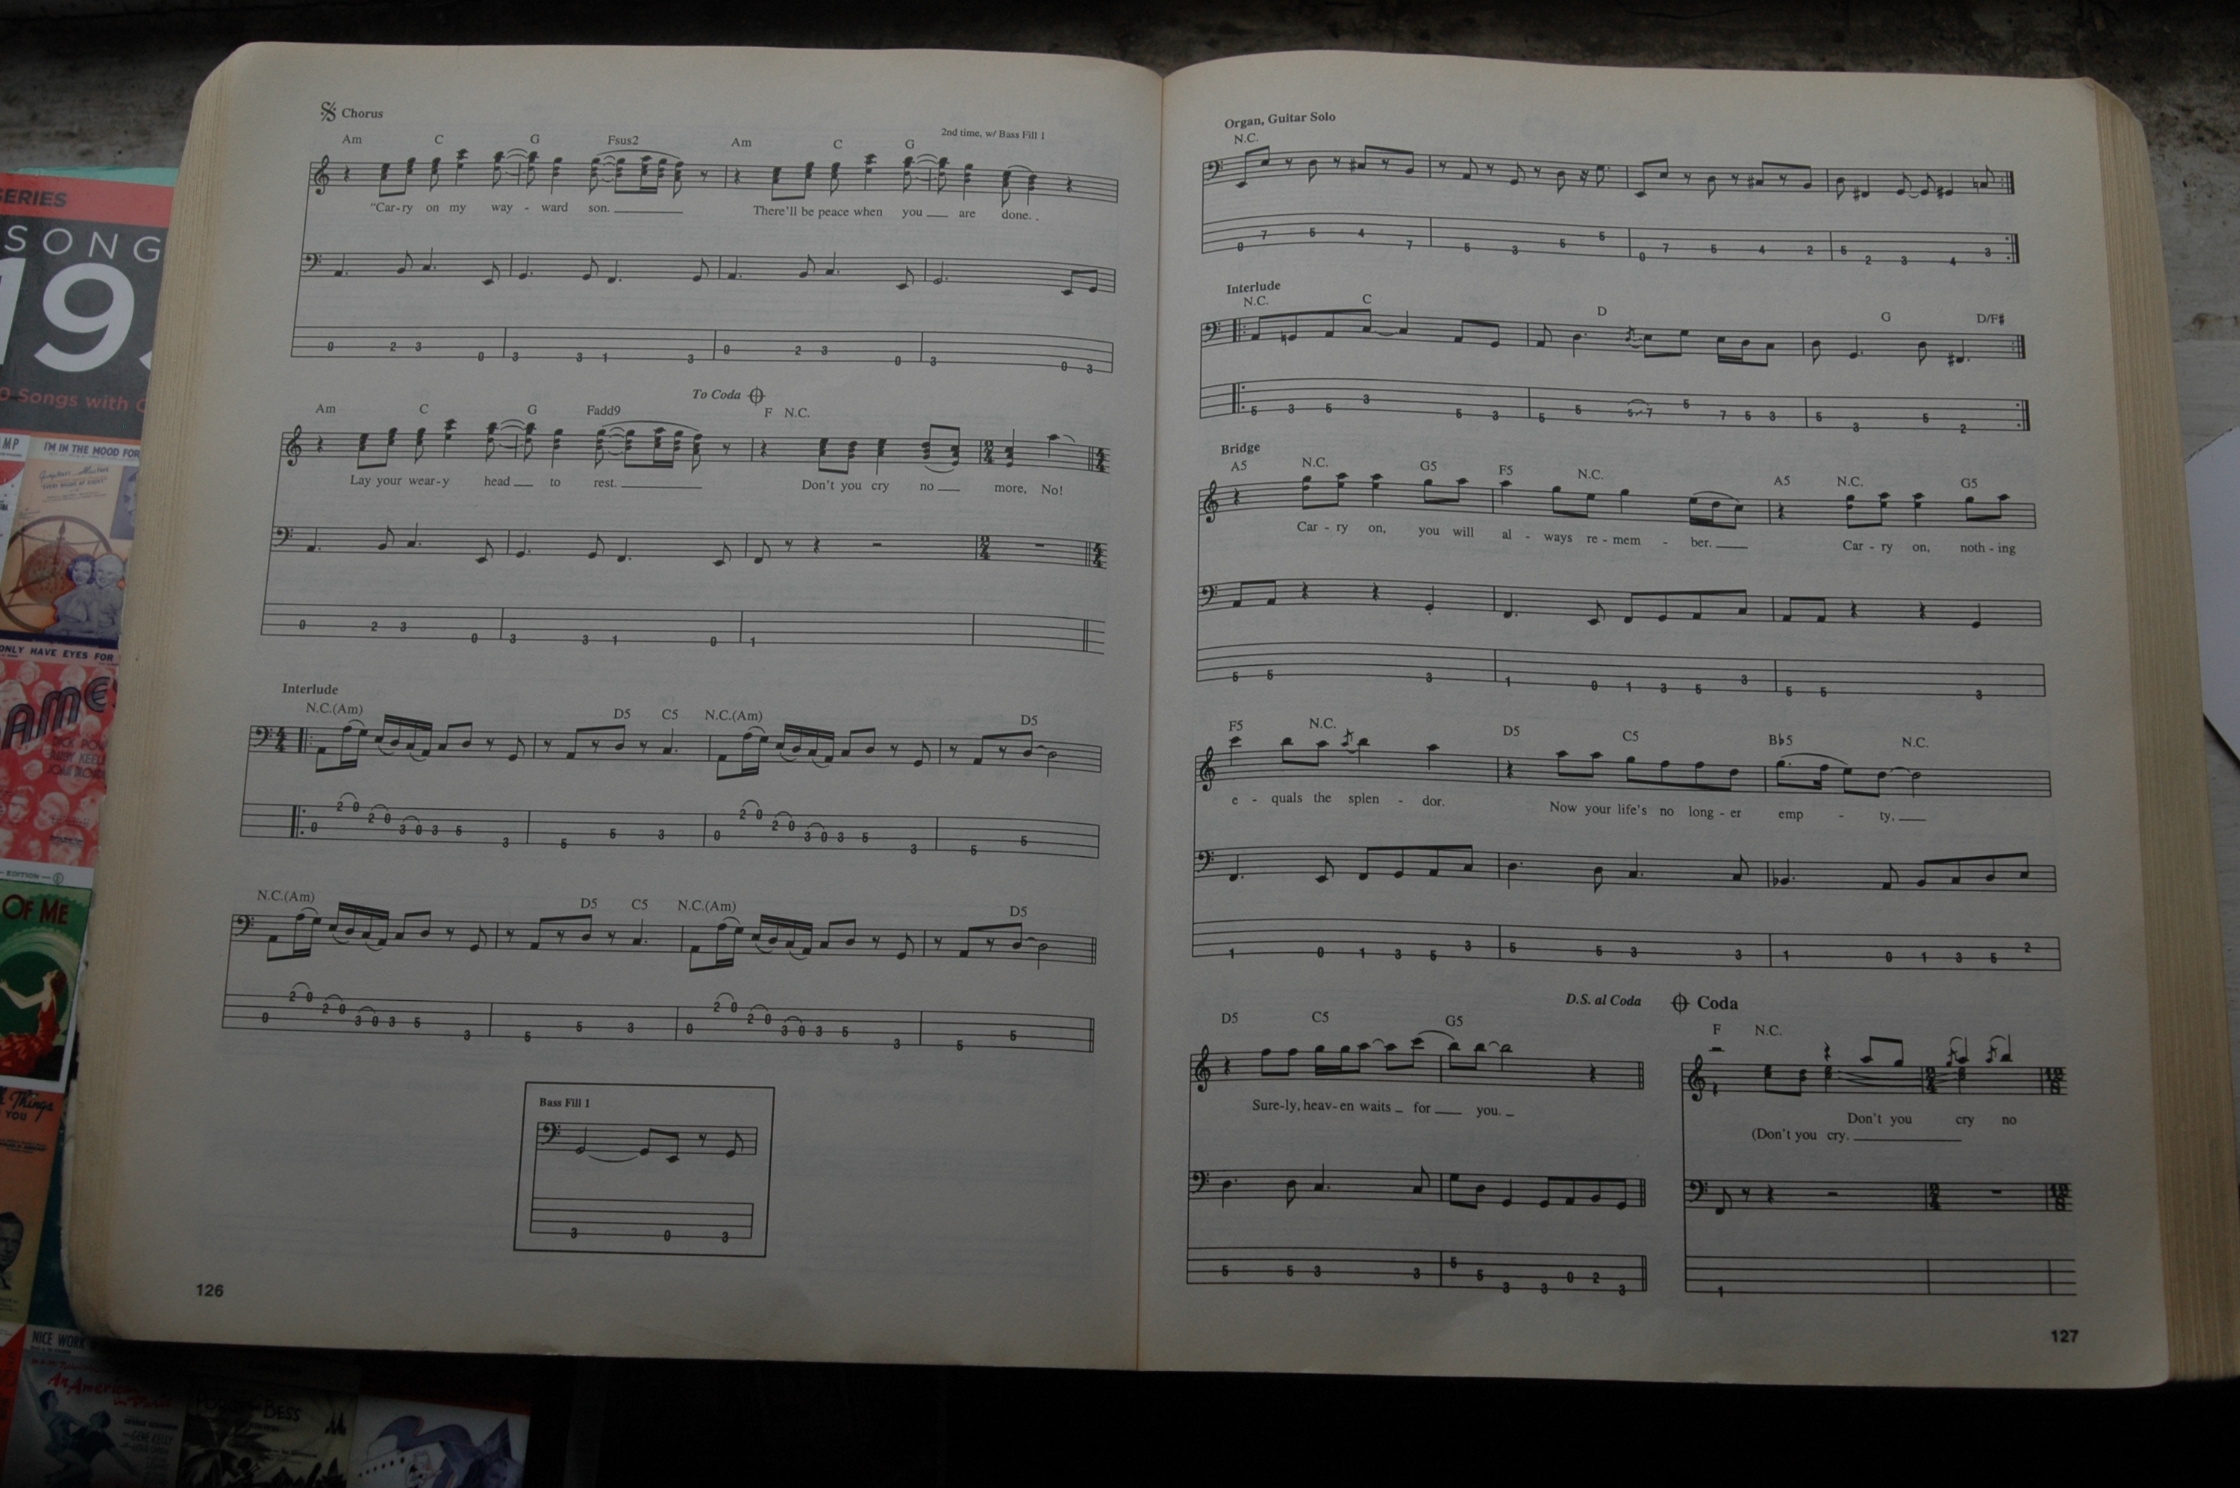 Chorus
2nd time, w/ Bass Fill 1
Am C G Fsus2 Am C G
"Car-ry on my way - ward son. There'll be peace when you are done.
0 2 3 0 3 3 1 3 0 2 3 0 3 0 3
To Coda
Am C G Fadd9 F N.C.
Lay your wear-y head to rest. Don't you cry no more, No!
0 2 3 0 3 3 1 0 1
Interlude
N.C.(Am) D5 C5 N.C.(Am) D5
0 2 0 2 0 3 0 3 5 3 5 5 3 0 2 0 2 0 3 0 3 5 3 5 5
N.C.(Am) D5 C5 N.C.(Am) D5
0 2 0 2 0 3 0 3 5 3 5 5 3 0 2 0 2 0 3 0 3 5 3 5 5
Bass Fill 1
3 0 3
126
Organ, Guitar Solo
N.C.
0 7 5 4 7 5 3 5 5 0 7 5 4 2 5 2 3 4 3
Interlude
N.C. C D G D/F♯
5 3 5 3 5 3 5 5 5 7 5 7 5 3 5 3 5 2
Bridge
A5 N.C. G5 F5 N.C. A5 N.C. G5
Car - ry on, you will al - ways re - mem - ber. Car - ry on, noth - ing
5 5 3 1 0 1 3 5 3 5 5 3
F5 N.C. D5 C5 B♭5 N.C.
e - quals the splen - dor. Now your life's no long - er emp - ty,
1 0 1 3 5 3 5 5 3 3 1 0 1 3 5 2
D.S. al Coda
D5 C5 G5
Sure-ly, heav-en waits for you.
5 5 3 3 5 5 3 3 0 2 3
Coda
F N.C.
Don't you cry no
(Don't you cry.
1
127
SERIES
SONG
19
Songs with
I'M IN THE MOOD FOR
ONLY HAVE EYES FOR
AMES
EDITION
OF ME
Things
YOU
NICE WORK
An American in Paris
BESS